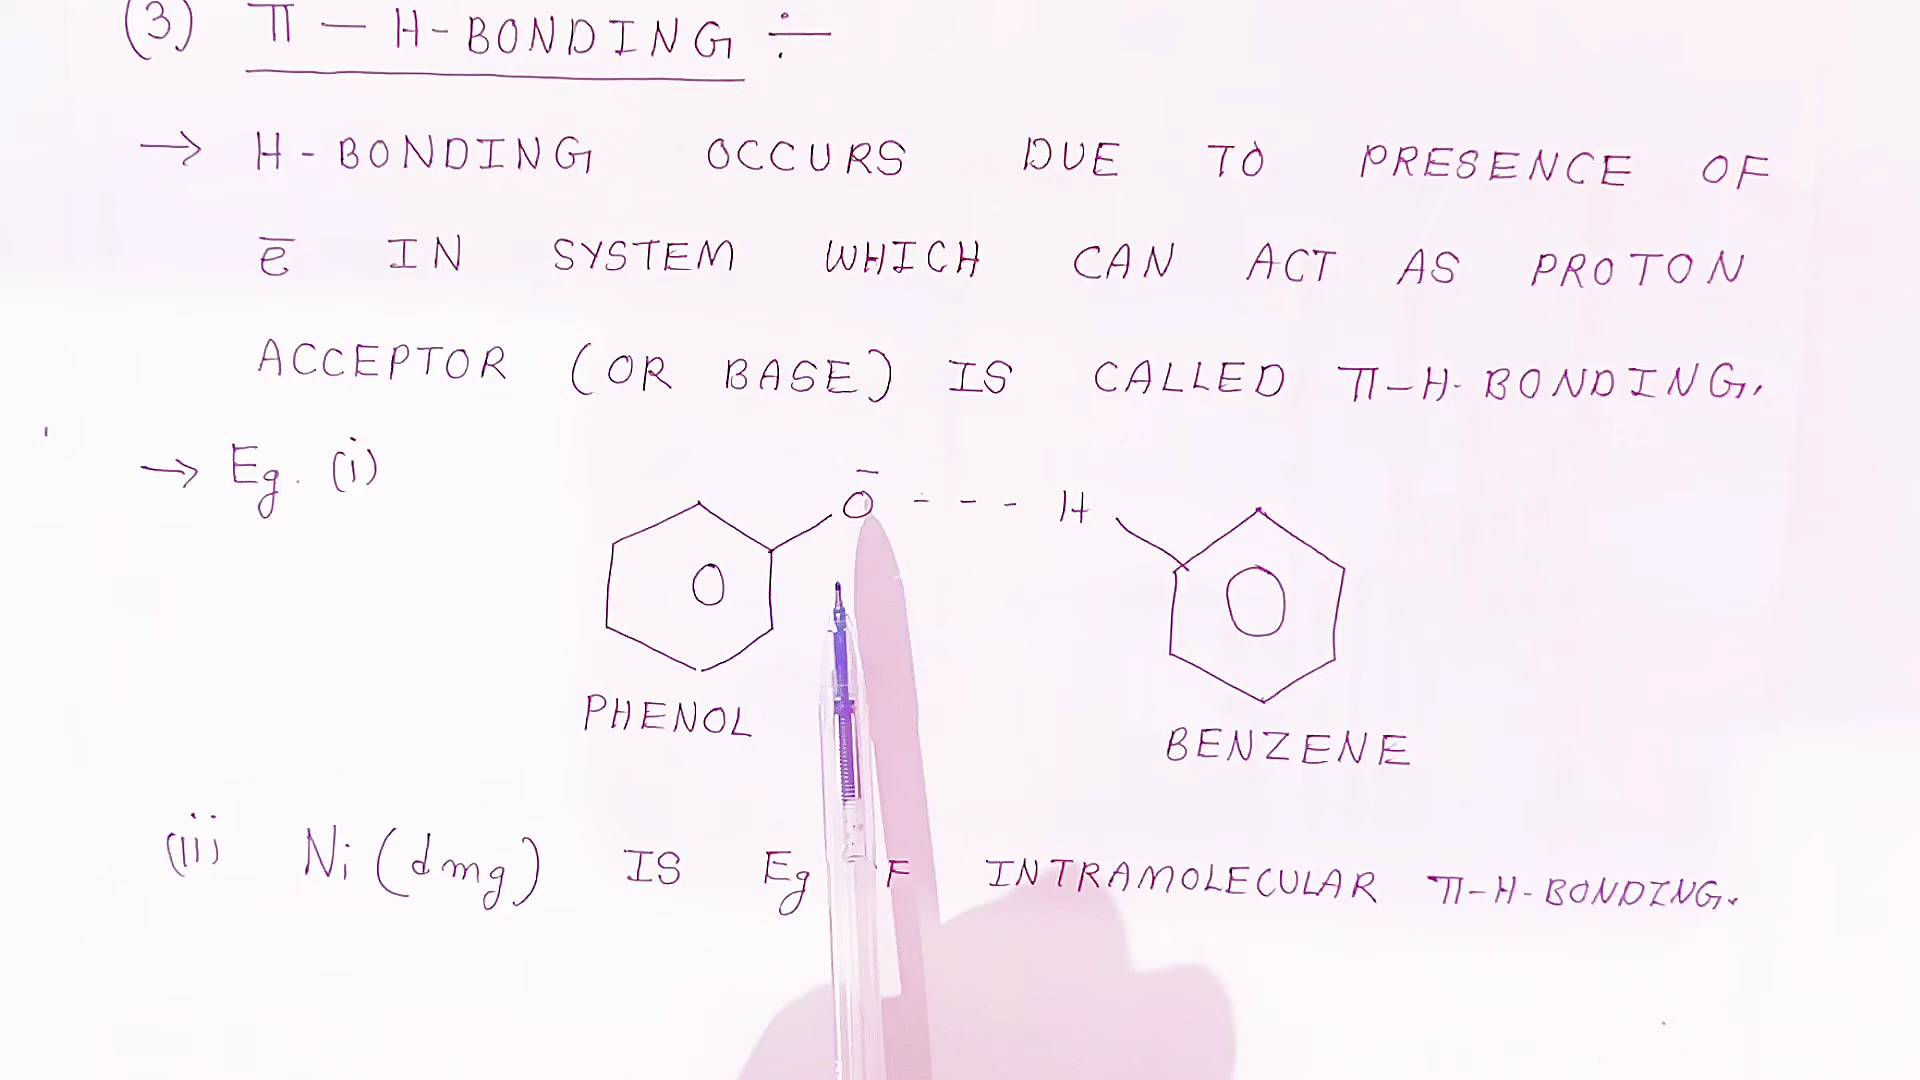 (3) π – H-BONDING ÷
→ H-BONDING OCCURS DUE TO PRESENCE OF
ē IN SYSTEM WHICH CAN ACT AS PROTON
ACCEPTOR (OR BASE) IS CALLED π-H-BONDING.
→ Eg. (i)
Ō - - - H
PHENOL
BENZENE
(ii) Ni(dmg) IS Eg F INTRAMOLECULAR π-H-BONDING.